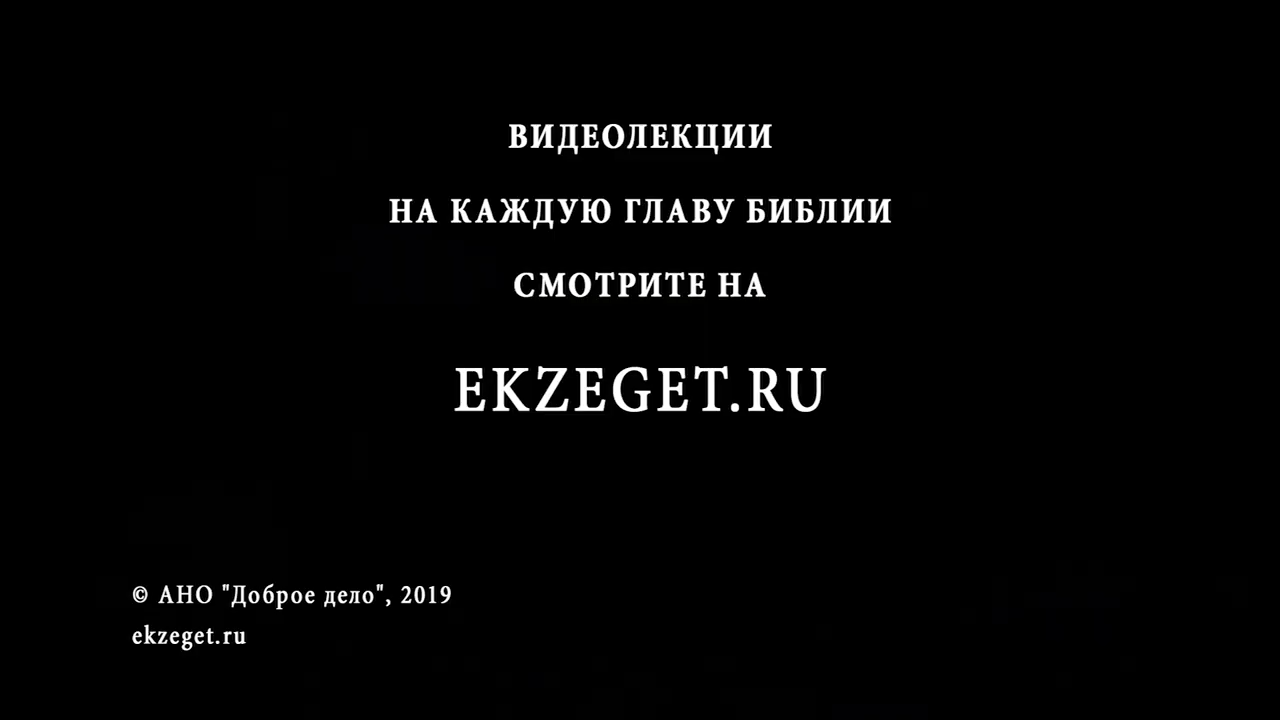 ВИДЕОЛЕКЦИИ
НА КАЖДУЮ ГЛАВУ БИБЛИИ
СМОТРИТЕ НА
EKZEGET.RU
© АНО "Доброе дело", 2019
ekzeget.ru